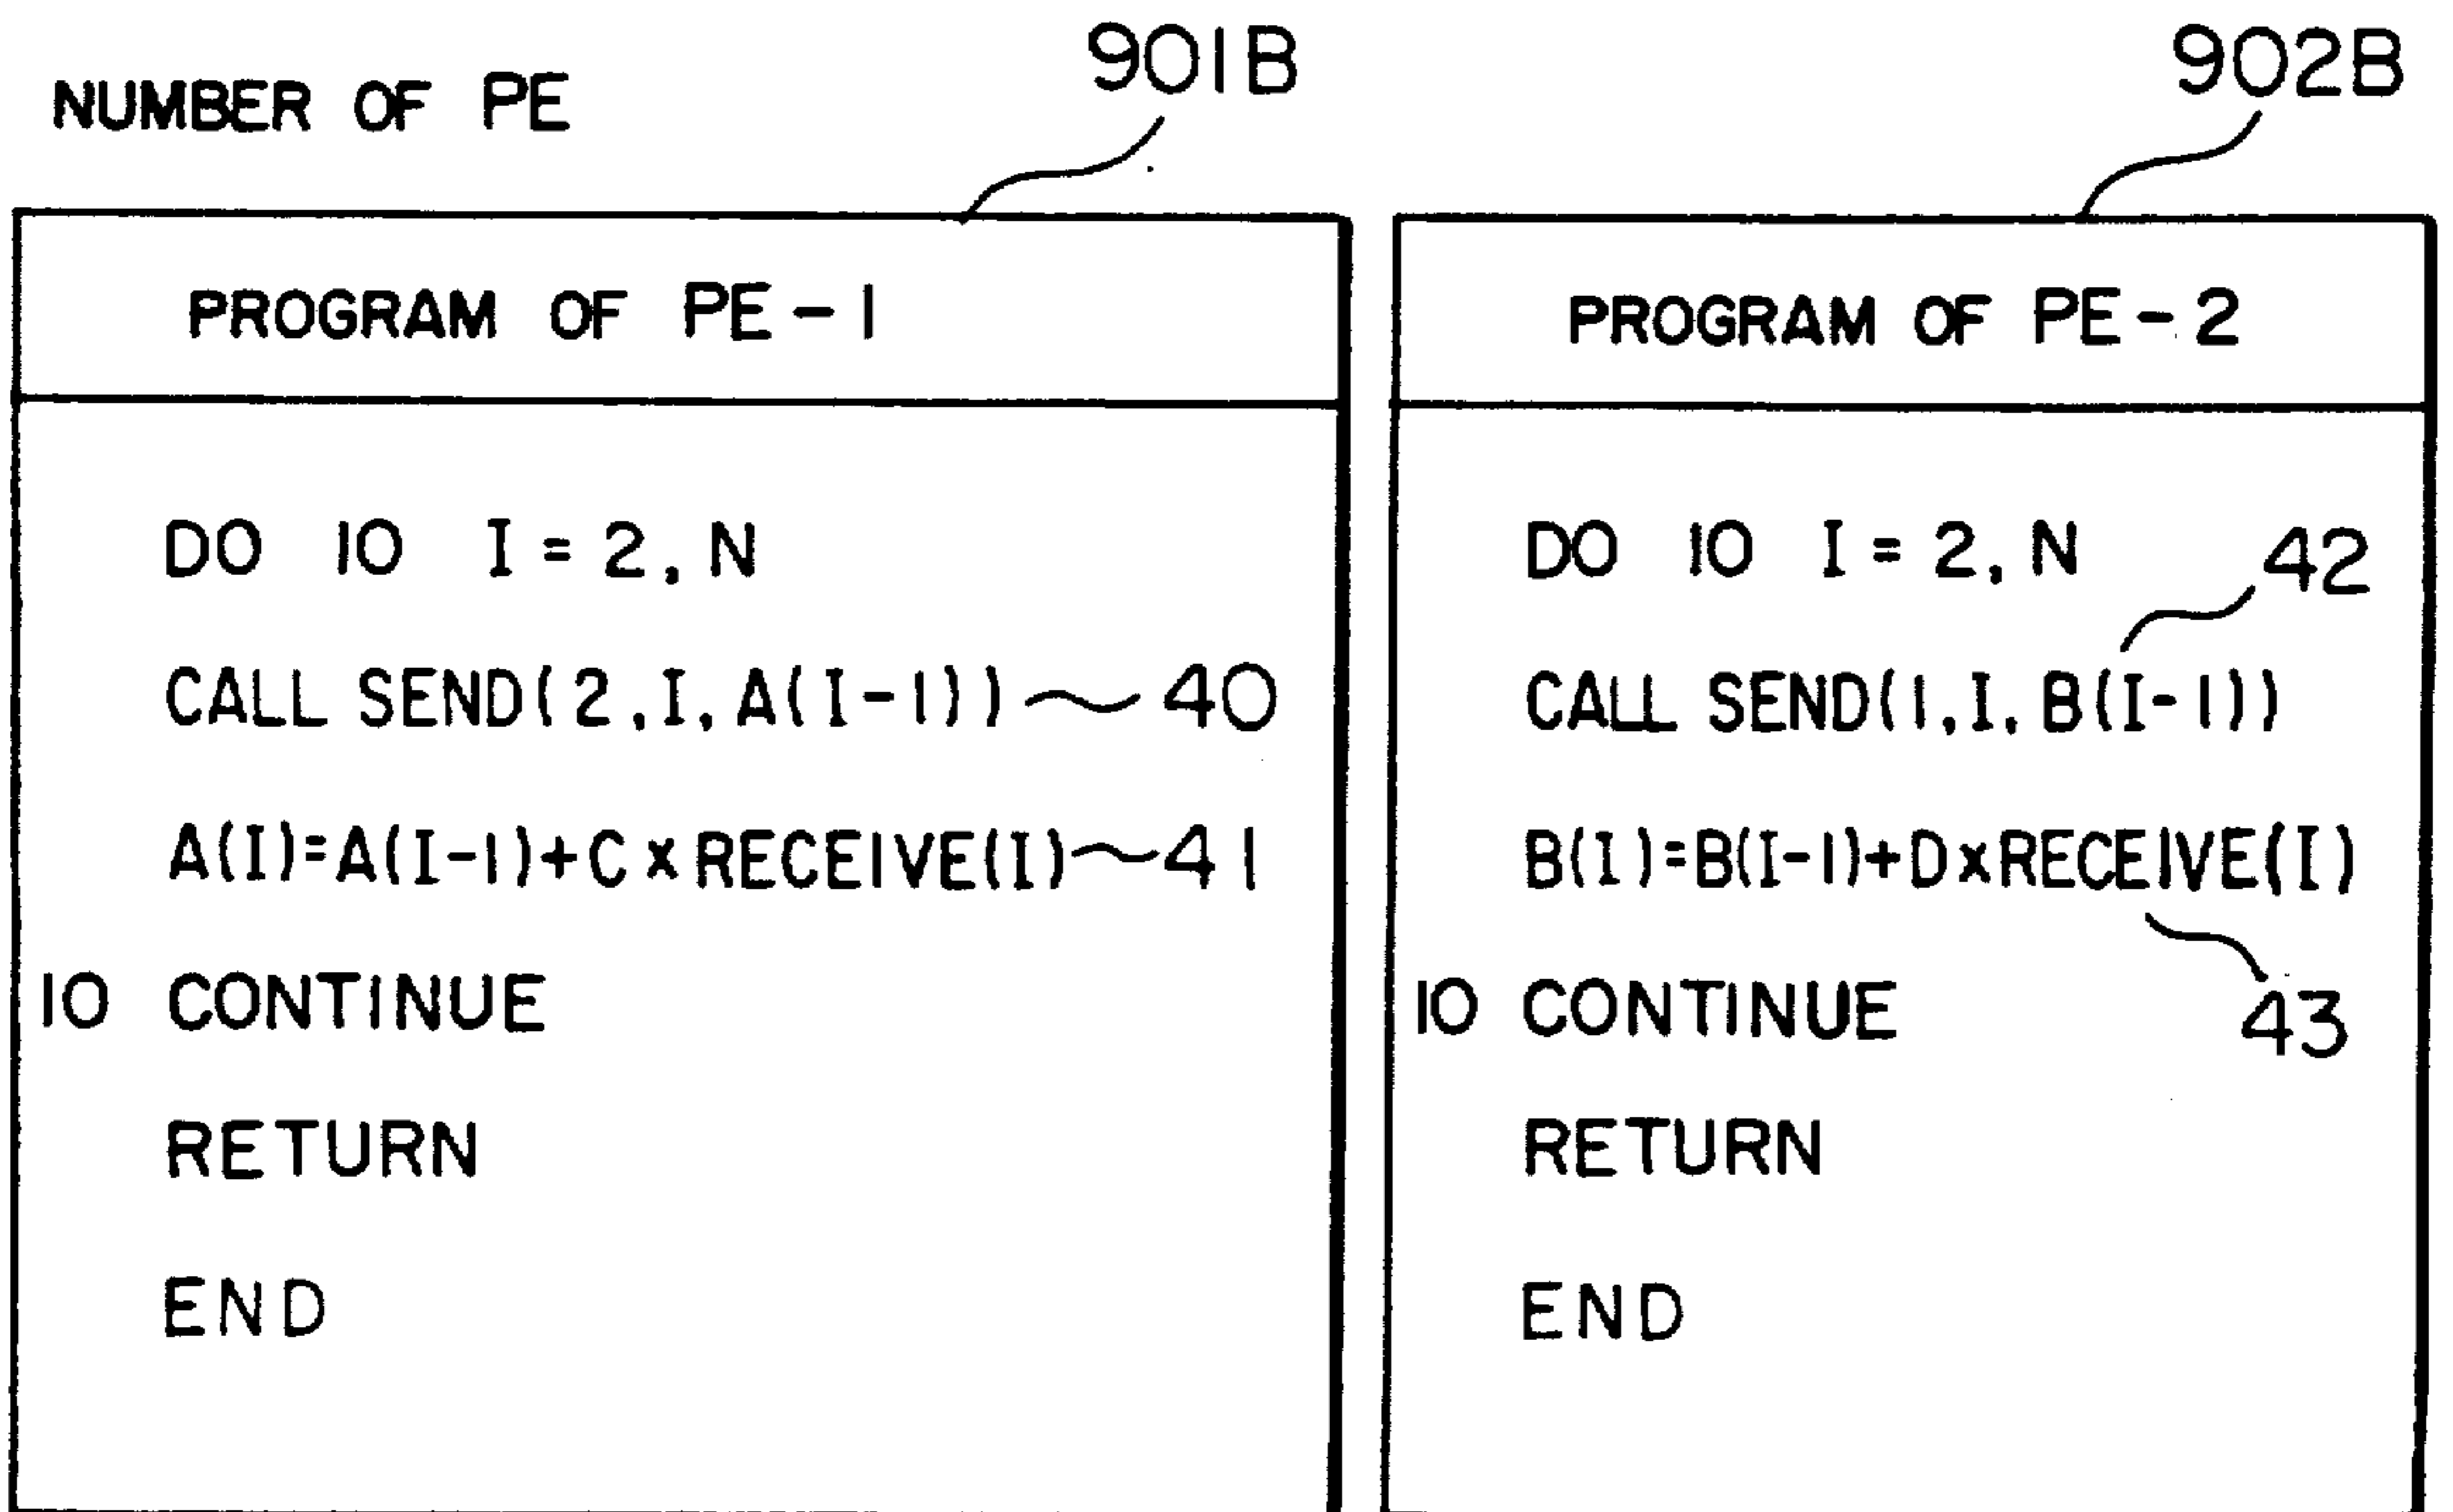 NUMBER OF PE
901B
902B
PROGRAM OF PE-1
DO 10 I=2,N
CALL SEND(2,I,A(I-1)) 40
A(I)=A(I-1)+C×RECEIVE(I) 41
10 CONTINUE
RETURN
END
PROGRAM OF PE-2
DO 10 I=2,N
42
CALL SEND(1,I,B(I-1))
B(I)=B(I-1)+D×RECEIVE(I)
10 CONTINUE
43
RETURN
END